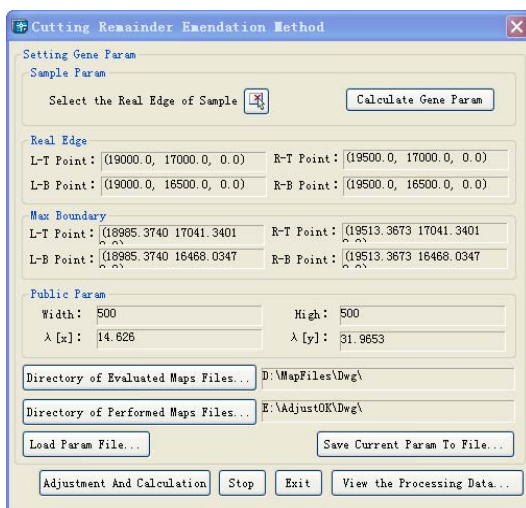 Cutting Remainder Emendation Method
Setting Gene Param
Sample Param
Select the Real Edge of Sample
Calculate Gene Param
Real Edge
L-T Point: (19000.0, 17000.0, 0.0) R-T Point: (19500.0, 17000.0, 0.0)
L-B Point: (19000.0, 16500.0, 0.0) R-B Point: (19500.0, 16500.0, 0.0)
Max Boundary
L-T Point: (18985.3740 17041.3401 R-T Point: (19513.3673 17041.3401
L-B Point: (18985.3740 16468.0347 R-B Point: (19513.3673 16468.0347
Public Param
Width: 500 High: 500
λ[x]: 14.626 λ[y]: 31.9653
Directory of Evaluated Maps Files... D:\MapFiles\Dwg\
Directory of Performed Maps Files... E:\AdjustOK\Dwg\
Load Param File... Save Current Param To File...
Adjustment And Calculation Stop Exit View the Processing Data...